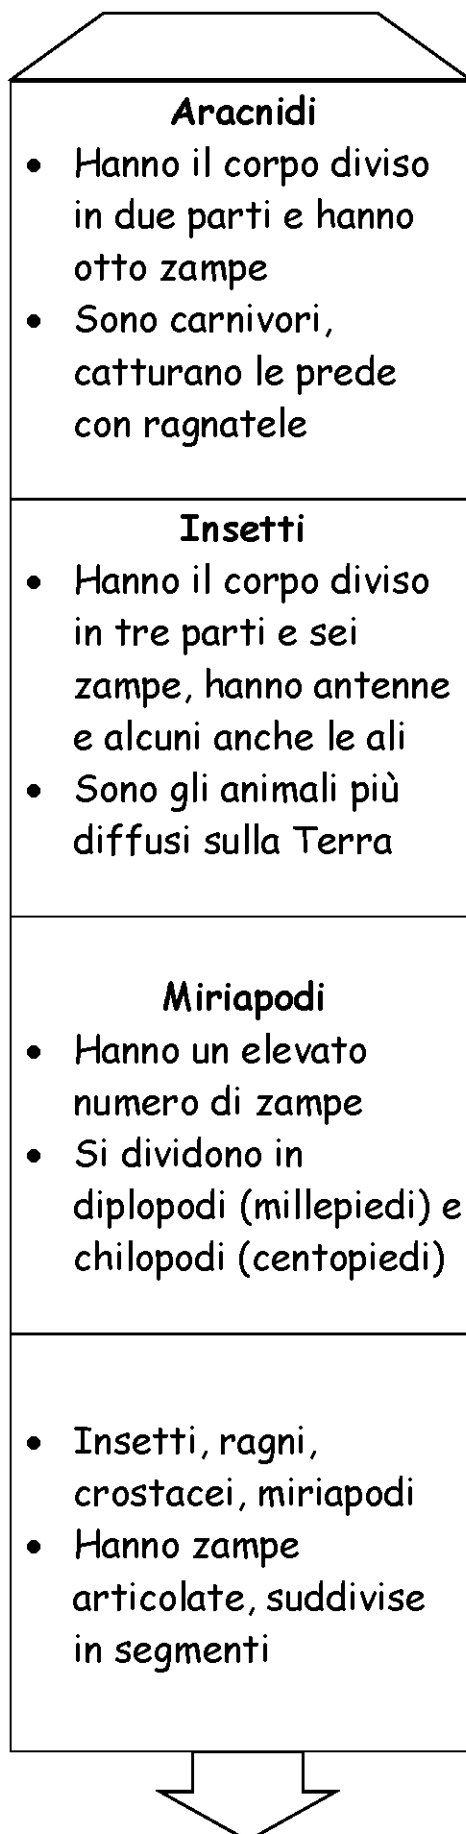 Aracnidi
• Hanno il corpo diviso
in due parti e hanno
otto zampe
• Sono carnivori,
catturano le prede
con ragnatele
Insetti
• Hanno il corpo diviso
in tre parti e sei
zampe, hanno antenne
e alcuni anche le ali
• Sono gli animali più
diffusi sulla Terra
Miriapodi
• Hanno un elevato
numero di zampe
• Si dividono in
diplopodi (millepiedi) e
chilopodi (centopiedi)
• Insetti, ragni,
crostacei, miriapodi
• Hanno zampe
articolate, suddivise
in segmenti